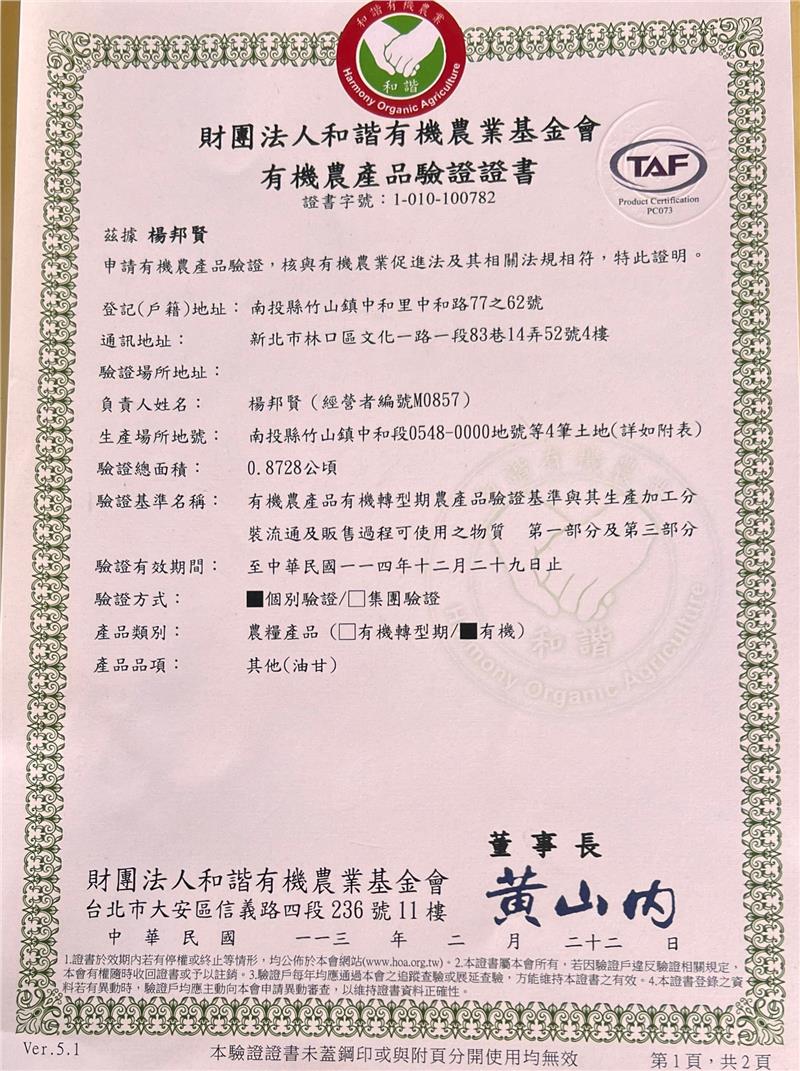 和諧有機農業
和諧
Harmony Organic Agriculture
財團法人和諧有機農業基金會
有機農產品驗證證書
證書字號：1-010-100782
TAF
Product Certification
PC073
茲據 楊邦賢
申請有機農產品驗證，核與有機農業促進法及其相關法規相符，特此證明。
登記(戶籍)地址： 南投縣竹山鎮中和里中和路77之62號
通訊地址： 新北市林口區文化一路一段83巷14弄52號4樓
驗證場所地址：
負責人姓名： 楊邦賢（經營者編號M0857）
生產場所地號： 南投縣竹山鎮中和段0548-0000地號等4筆土地(詳如附表)
驗證總面積： 0.8728公頃
驗證基準名稱： 有機農產品有機轉型期農產品驗證基準與其生產加工分
裝流通及販售過程可使用之物質 第一部分及第三部分
驗證有效期間： 至中華民國一一四年十二月二十九日止
驗證方式： ■個別驗證/□集團驗證
產品類別： 農糧產品（□有機轉型期/■有機）
產品品項： 其他(油甘)
和諧
Harmony Organic Agriculture
董事長
財團法人和諧有機農業基金會
黃山內
台北市大安區信義路四段 236 號 11 樓
中華民國 一一三 年 二 月 二十二 日
1.證書於效期內若有停權或終止等情形，均公佈於本會網站(www.hoa.org.tw)。2.本證書屬本會所有，若因驗證戶違反驗證相關規定，
本會有權隨時收回證書或予以註銷。3.驗證戶每年均應通過本會之追蹤查驗或展延查驗，方能維持本證書之有效。4.本證書登錄之資
料若有異動時，驗證戶均應主動向本會申請異動審查，以維持證書資料正確性。
Ver.5.1
本驗證證書未蓋鋼印或與附頁分開使用均無效
第1頁，共2頁